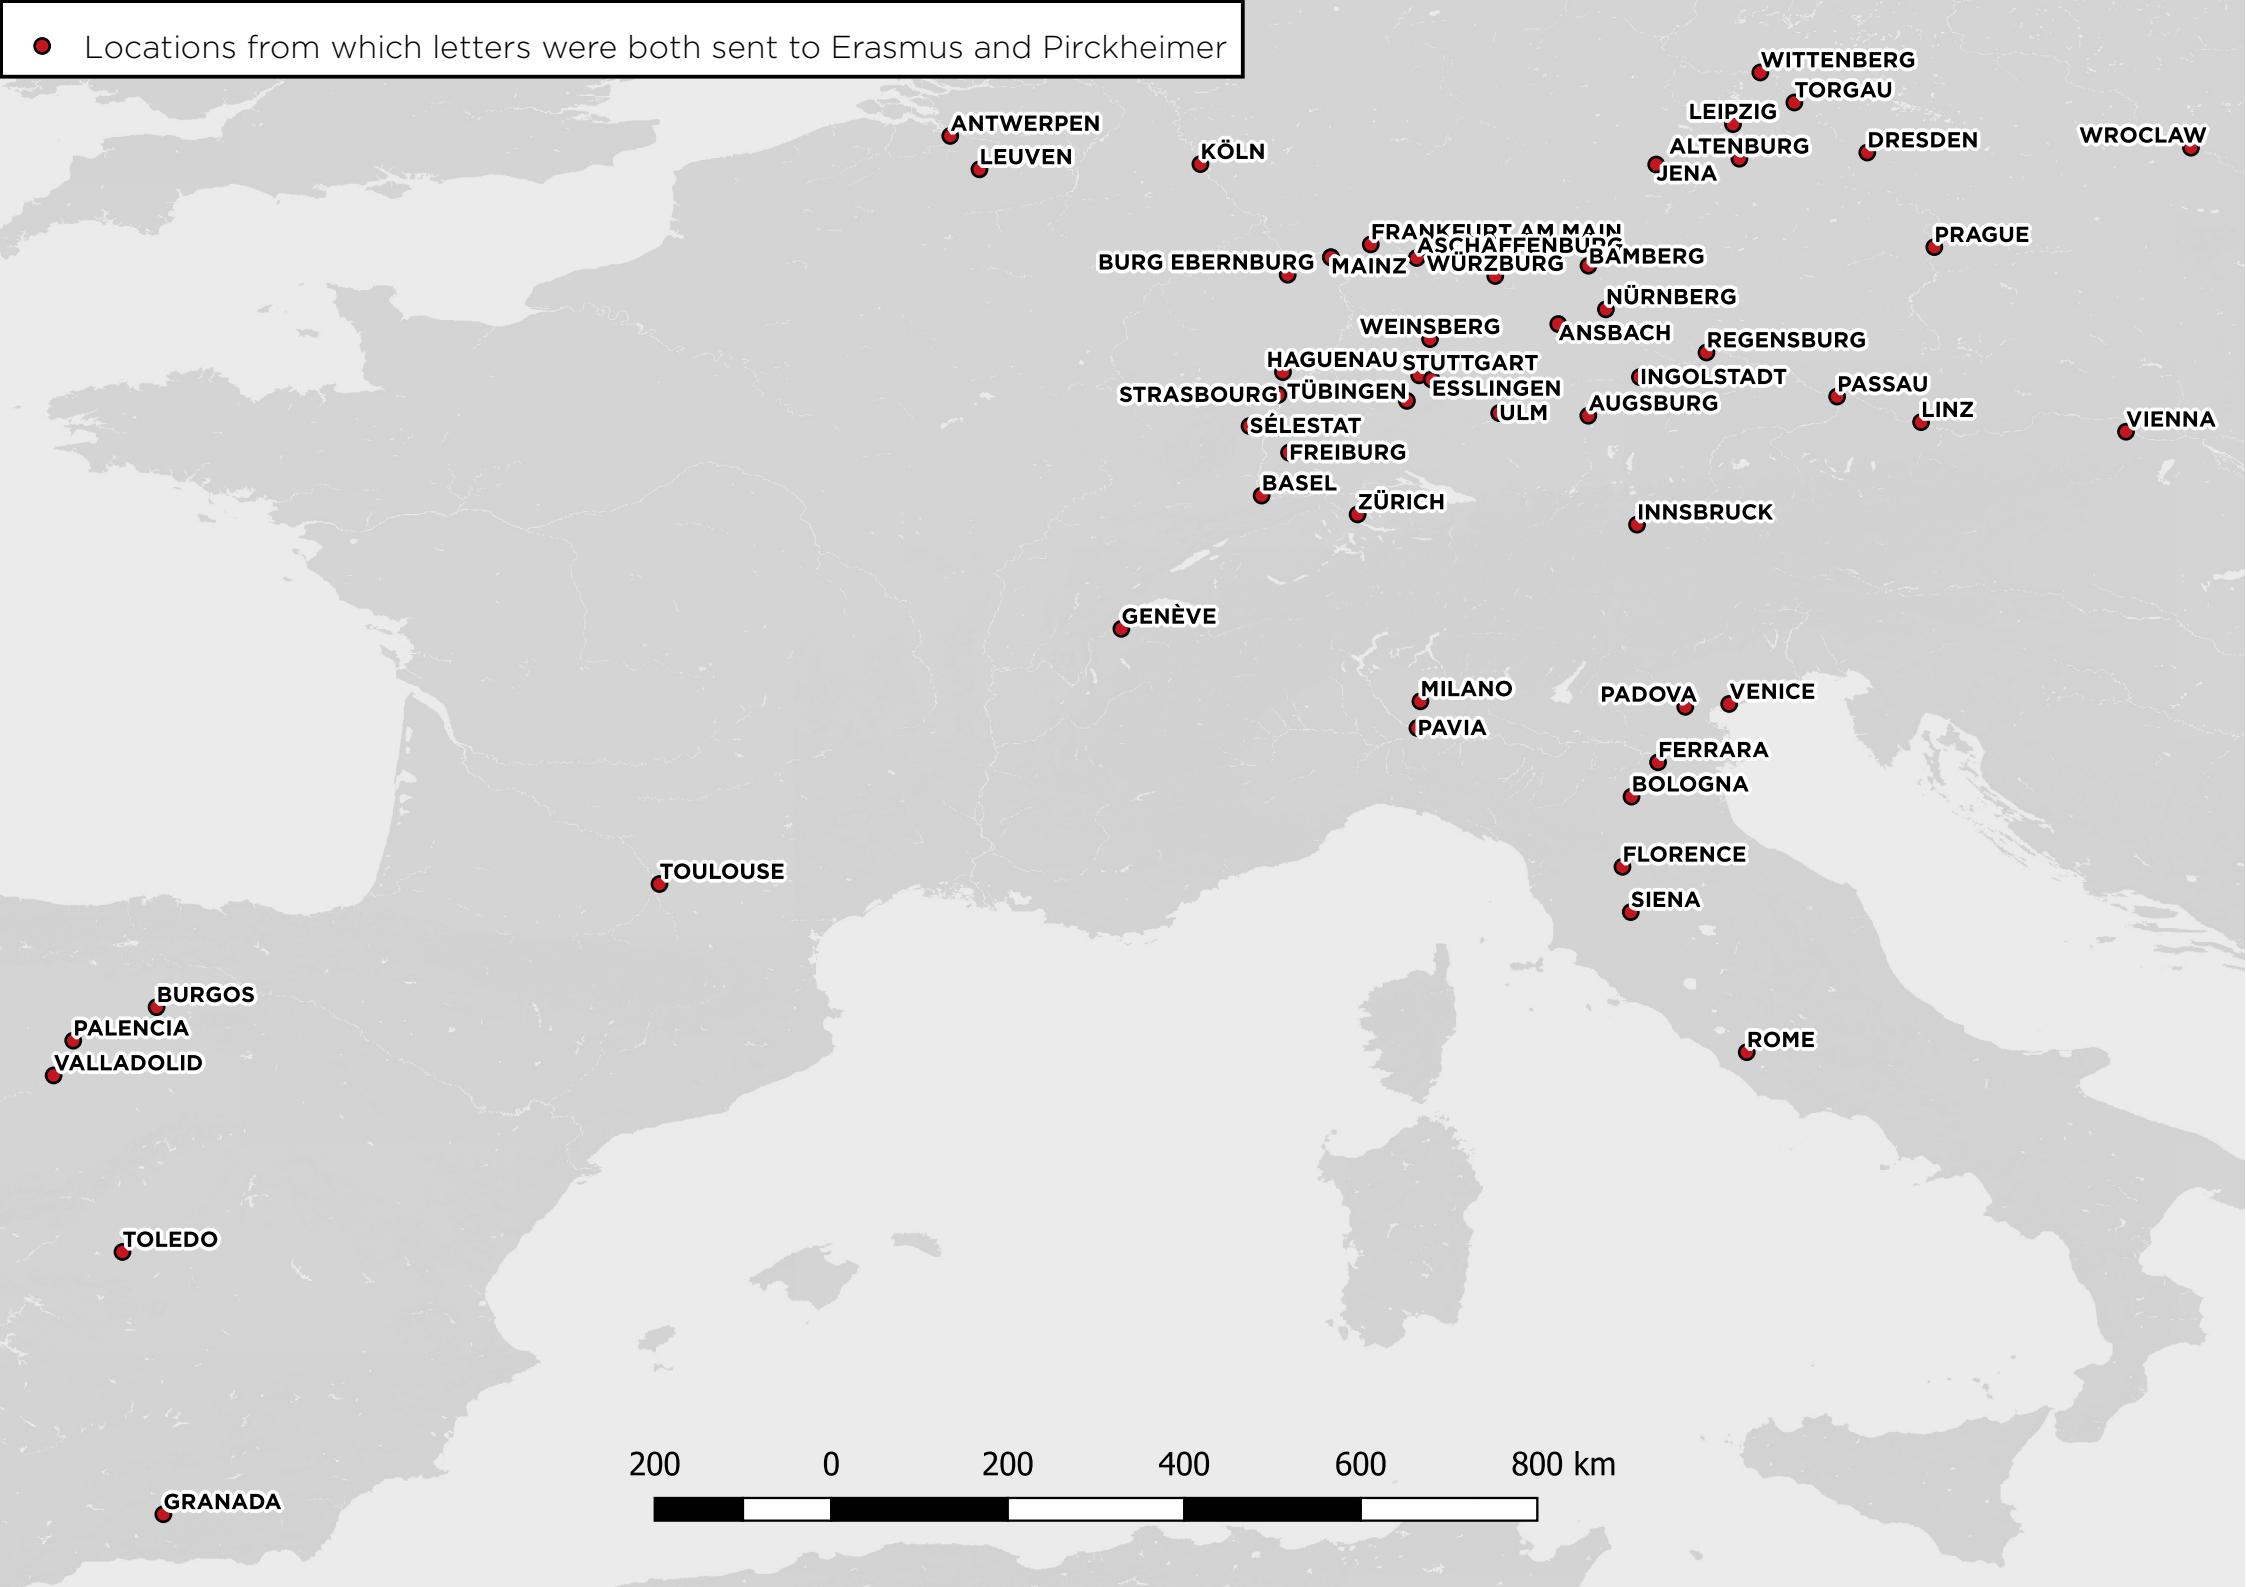 Locations from which letters were both sent to Erasmus and Pirckheimer
WITTENBERG
TORGAU
LEIPZIG
ANTWERPEN
WROCLAW
DRESDEN
ALTENBURG
KÖLN
LEUVEN
JENA
FRANKFURT AM MAIN
PRAGUE
ASCHAFFENBURG
BAMBERG
BURG EBERNBURG
MAINZ
WÜRZBURG
NÜRNBERG
WEINSBERG
ANSBACH
REGENSBURG
HAGUENAU
STUTTGART
INGOLSTADT
PASSAU
ESSLINGEN
STRASBOURG
TÜBINGEN
AUGSBURG
LINZ
ULM
VIENNA
SÉLESTAT
FREIBURG
BASEL
ZÜRICH
INNSBRUCK
GENÈVE
MILANO
PADOVA
VENICE
PAVIA
FERRARA
BOLOGNA
FLORENCE
TOULOUSE
SIENA
BURGOS
PALENCIA
ROME
VALLADOLID
TOLEDO
200 0 200 400 600 800 km
GRANADA